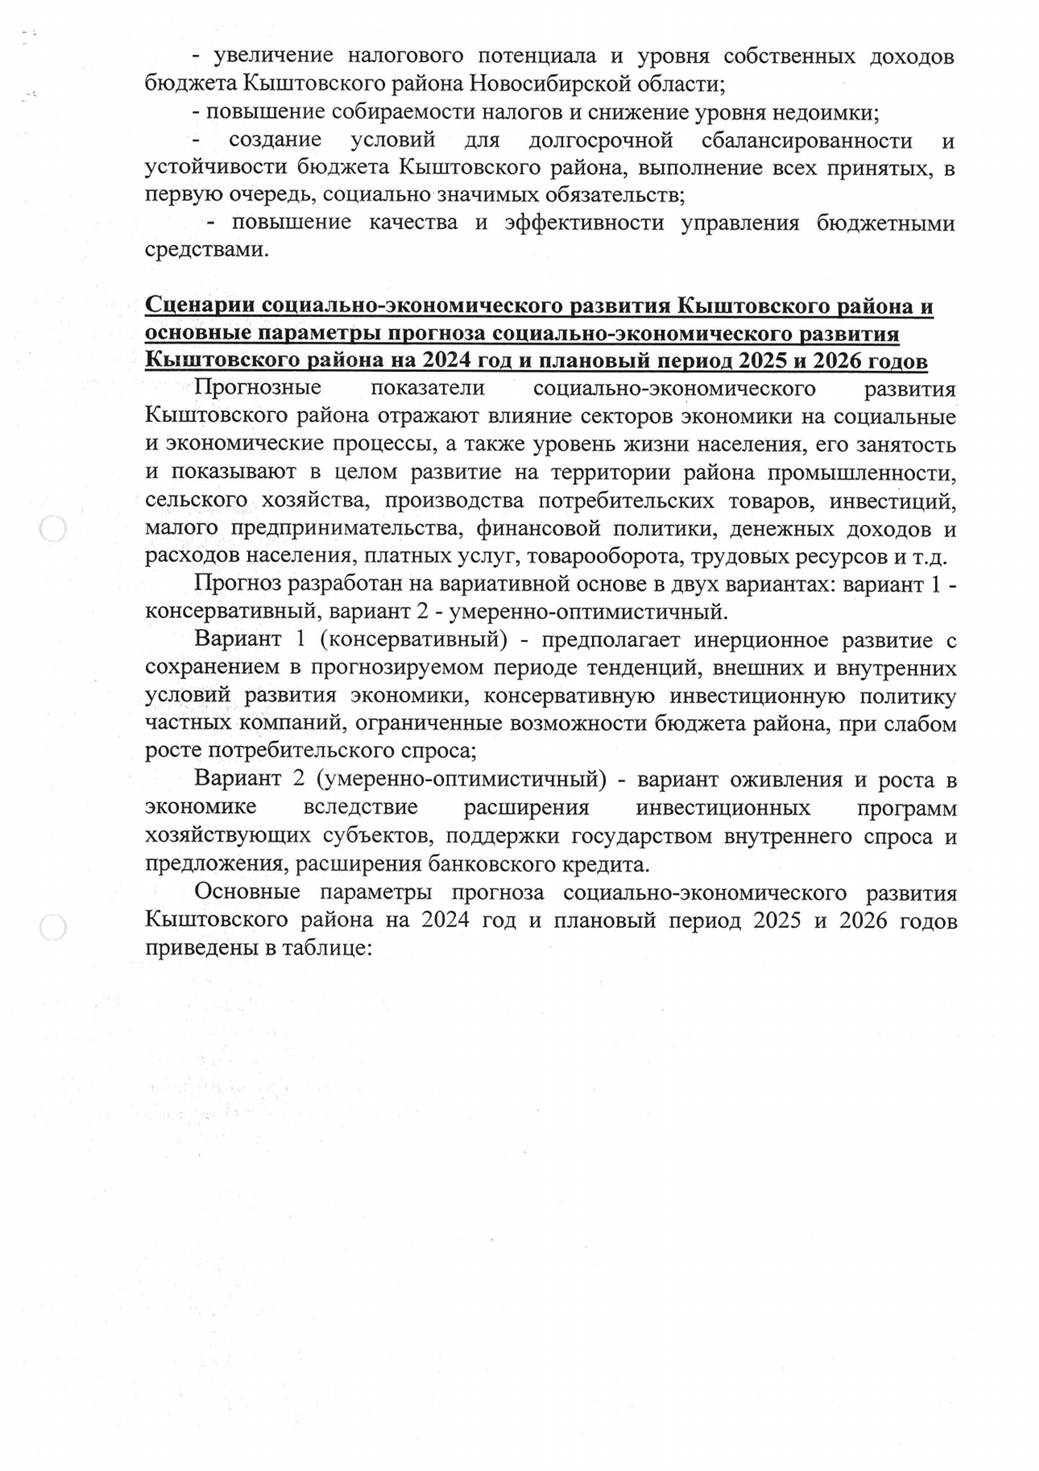 - увеличение налогового потенциала и уровня собственных доходов
бюджета Кыштовского района Новосибирской области;
- повышение собираемости налогов и снижение уровня недоимки;
- создание условий для долгосрочной сбалансированности и
устойчивости бюджета Кыштовского района, выполнение всех принятых, в
первую очередь, социально значимых обязательств;
- повышение качества и эффективности управления бюджетными
средствами.
Сценарии социально-экономического развития Кыштовского района и
основные параметры прогноза социально-экономического развития
Кыштовского района на 2024 год и плановый период 2025 и 2026 годов
Прогнозные показатели социально-экономического развития
Кыштовского района отражают влияние секторов экономики на социальные
и экономические процессы, а также уровень жизни населения, его занятость
и показывают в целом развитие на территории района промышленности,
сельского хозяйства, производства потребительских товаров, инвестиций,
малого предпринимательства, финансовой политики, денежных доходов и
расходов населения, платных услуг, товарооборота, трудовых ресурсов и т.д.
Прогноз разработан на вариативной основе в двух вариантах: вариант 1 -
консервативный, вариант 2 - умеренно-оптимистичный.
Вариант 1 (консервативный) - предполагает инерционное развитие с
сохранением в прогнозируемом периоде тенденций, внешних и внутренних
условий развития экономики, консервативную инвестиционную политику
частных компаний, ограниченные возможности бюджета района, при слабом
росте потребительского спроса;
Вариант 2 (умеренно-оптимистичный) - вариант оживления и роста в
экономике вследствие расширения инвестиционных программ
хозяйствующих субъектов, поддержки государством внутреннего спроса и
предложения, расширения банковского кредита.
Основные параметры прогноза социально-экономического развития
Кыштовского района на 2024 год и плановый период 2025 и 2026 годов
приведены в таблице: